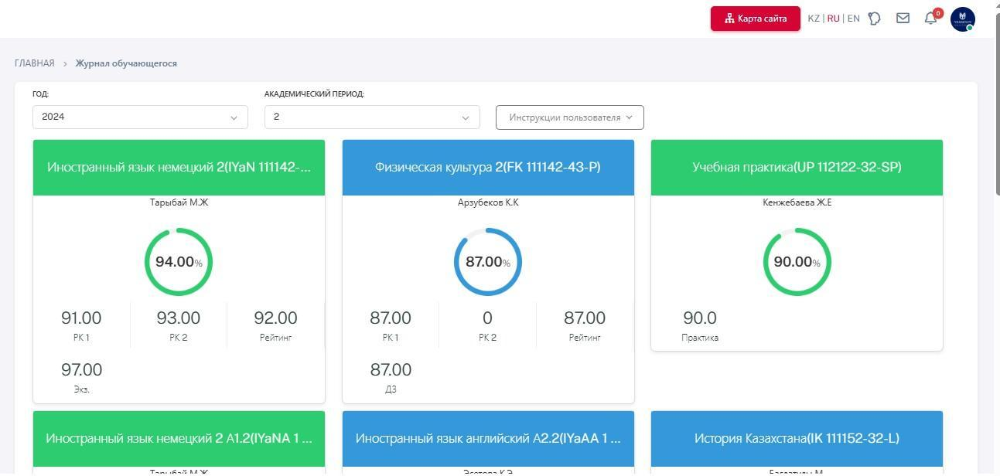 Карта сайта
KZ | RU | EN
0
ГЛАВНАЯ > Журнал обучающегося
ГОД:
2024
АКАДЕМИЧЕСКИЙ ПЕРИОД:
2
Инструкции пользователя
Иностранный язык немецкий 2(IYaN 111142-...
Тарыбай М.Ж
94.00%
91.00
РК 1
93.00
РК 2
92.00
Рейтинг
97.00
Экз.
Физическая культура 2(FK 111142-43-P)
Арзубеков К.К
87.00%
87.00
РК 1
0
РК 2
87.00
Рейтинг
87.00
ДЗ
Учебная практика(UP 112122-32-SP)
Кенжебаева Ж.Е
90.00%
90.0
Практика
Иностранный язык немецкий 2 А1.2(IYaNA 1 ...
Тарыбай М.Ж
Иностранный язык английский А2.2(IYaAA 1 ...
Эсетова К.Э
История Казахстана(IK 111152-32-L)